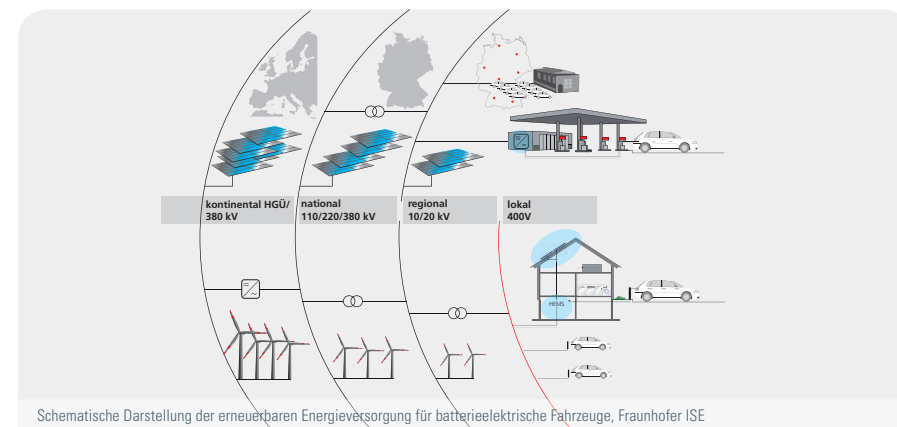 kontinental HGÜ/
380 kV
national
110/220/380 kV
regional
10/20 kV
lokal
400V
HEMS
Schematische Darstellung der erneuerbaren Energieversorgung für batterieelektrische Fahrzeuge, Fraunhofer ISE